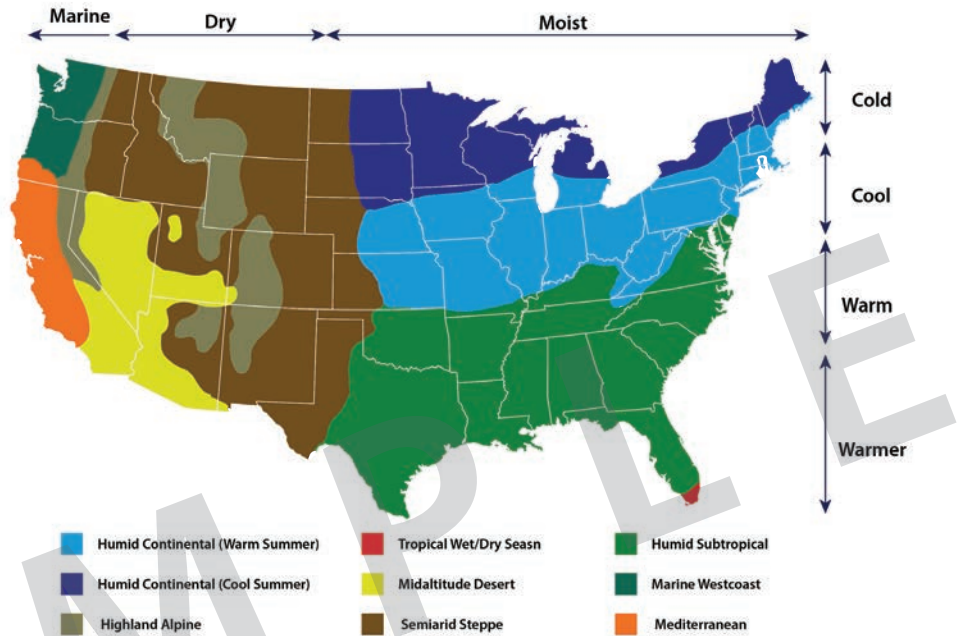 Marine Dry Moist
Cold
Cool
Warm
Warmer
Humid Continental (Warm Summer) Tropical Wet/Dry Seasn Humid Subtropical
Humid Continental (Cool Summer) Midaltitude Desert Marine Westcoast
Highland Alpine Semiarid Steppe Mediterranean
MPLE